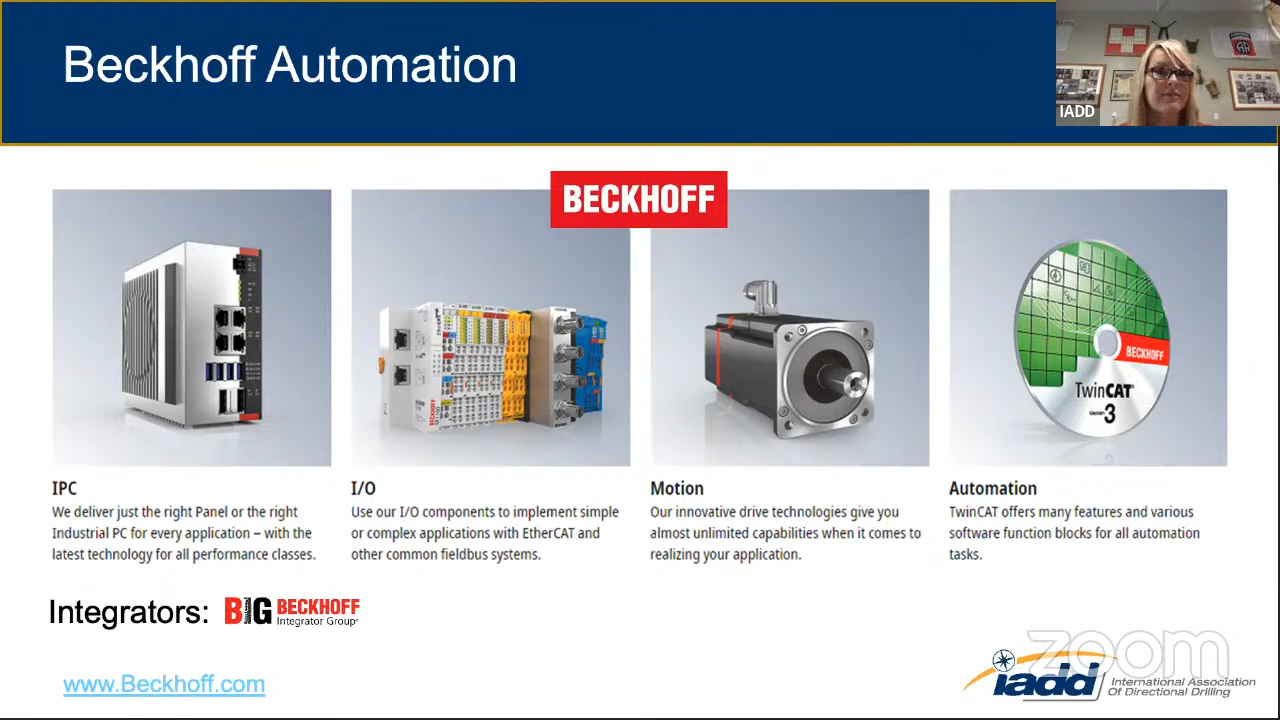 Beckhoff Automation
IADD
BECKHOFF
BECKHOFF
BECKHOFF
TwinCAT®
Version 3
IPC
We deliver just the right Panel or the right
Industrial PC for every application – with the
latest technology for all performance classes.
I/O
Use our I/O components to implement simple
or complex applications with EtherCAT and
other common fieldbus systems.
Motion
Our innovative drive technologies give you
almost unlimited capabilities when it comes to
realizing your application.
Automation
TwinCAT offers many features and various
software function blocks for all automation
tasks.
Integrators:
BIG BECKHOFF
Integrator Group
www.Beckhoff.com
zoom
iadd
International Association
Of Directional Drilling